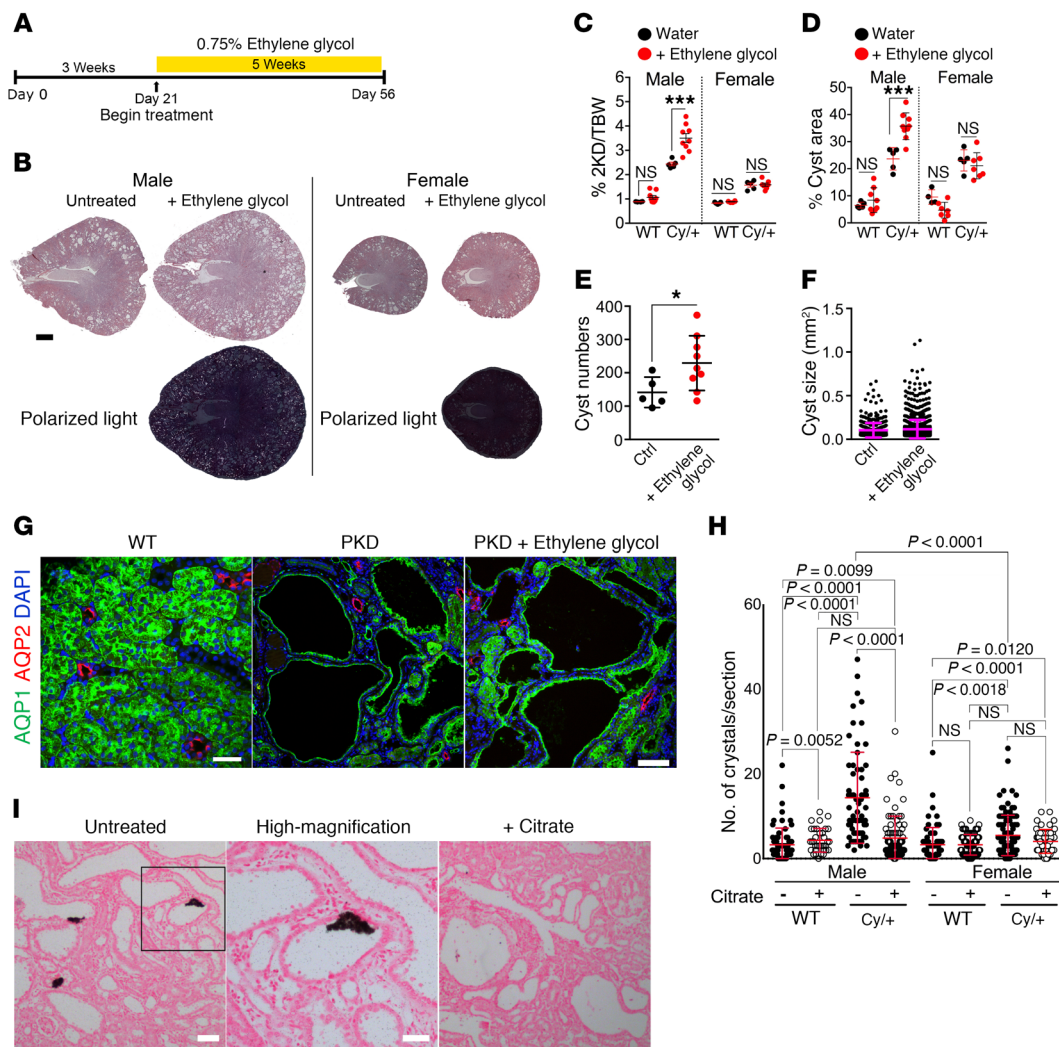 A
0.75% Ethylene glycol
3 Weeks
5 Weeks
Day 0
Day 21
56
Begin treatment
B
Male
Female
Untreated
+ Ethylene glycol
Untreated
+ Ethylene glycol
Polarized light
Polarized light
C
Water
+ Ethylene glycol
Male
Female
% 2KD/TBW
6
5
4
3
2
1
0
NS
***
NS
NS
WT Cy/+
WT Cy/+
D
Water
+ Ethylene glycol
Male
Female
% Cyst area
50
40
30
20
10
0
NS
***
NS
NS
WT Cy/+
WT Cy/+
E
Cyst numbers
400
300
200
100
0
*
Ctrl
+ Ethylene
glycol
F
Cyst size (mm²)
1.5
1.0
0.5
0.0
Ctrl
+ Ethylene
glycol
G
WT
PKD
PKD + Ethylene glycol
AQP1 AQP2 DAPI
H
No. of crystals/section
60
40
20
0
P < 0.0001
P = 0.0099
P < 0.0001
P < 0.0001
NS
P < 0.0001
P = 0.0052
P = 0.0120
P < 0.0001
P < 0.0018
NS
NS
NS
Male
Female
Citrate
- + - + - + - +
WT
Cy/+
WT
Cy/+
I
Untreated
High-magnification
+ Citrate